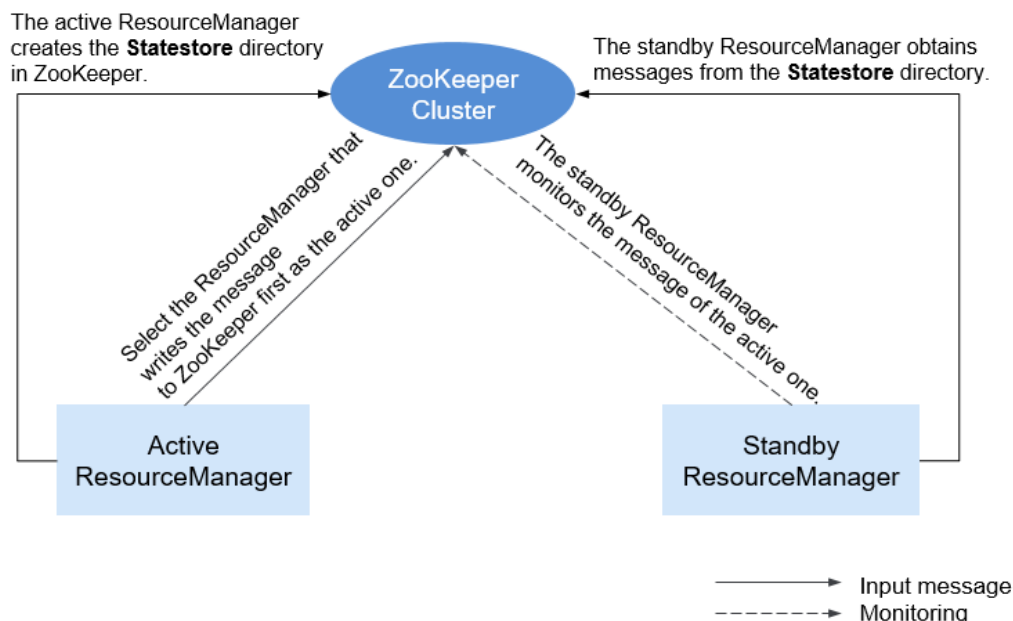 The active ResourceManager
creates the Statestore directory
in ZooKeeper.
The standby ResourceManager obtains
messages from the Statestore directory.
ZooKeeper
Cluster
Select the ResourceManager that
writes the message
to ZooKeeper first as the active one.
The standby ResourceManager
monitors the message of the active one.
Active
ResourceManager
Standby
ResourceManager
Input message
Monitoring